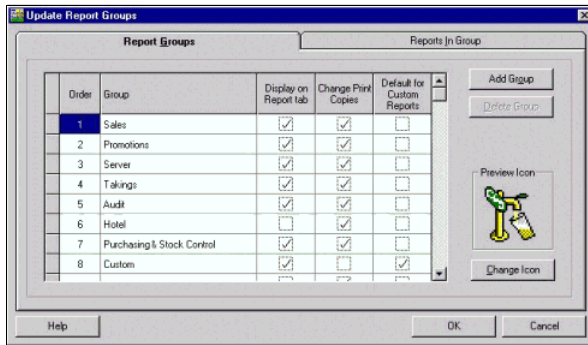 Update Report Groups
Report Groups
Reports In Group
Order Group Display on Report tab Change Print Copies Default for Custom Reports
1 Sales
2 Promotions
3 Server
4 Takings
5 Audit
6 Hotel
7 Purchasing & Stock Control
8 Custom
Add Group
Delete Group
Preview Icon
Change Icon
Help
OK
Cancel